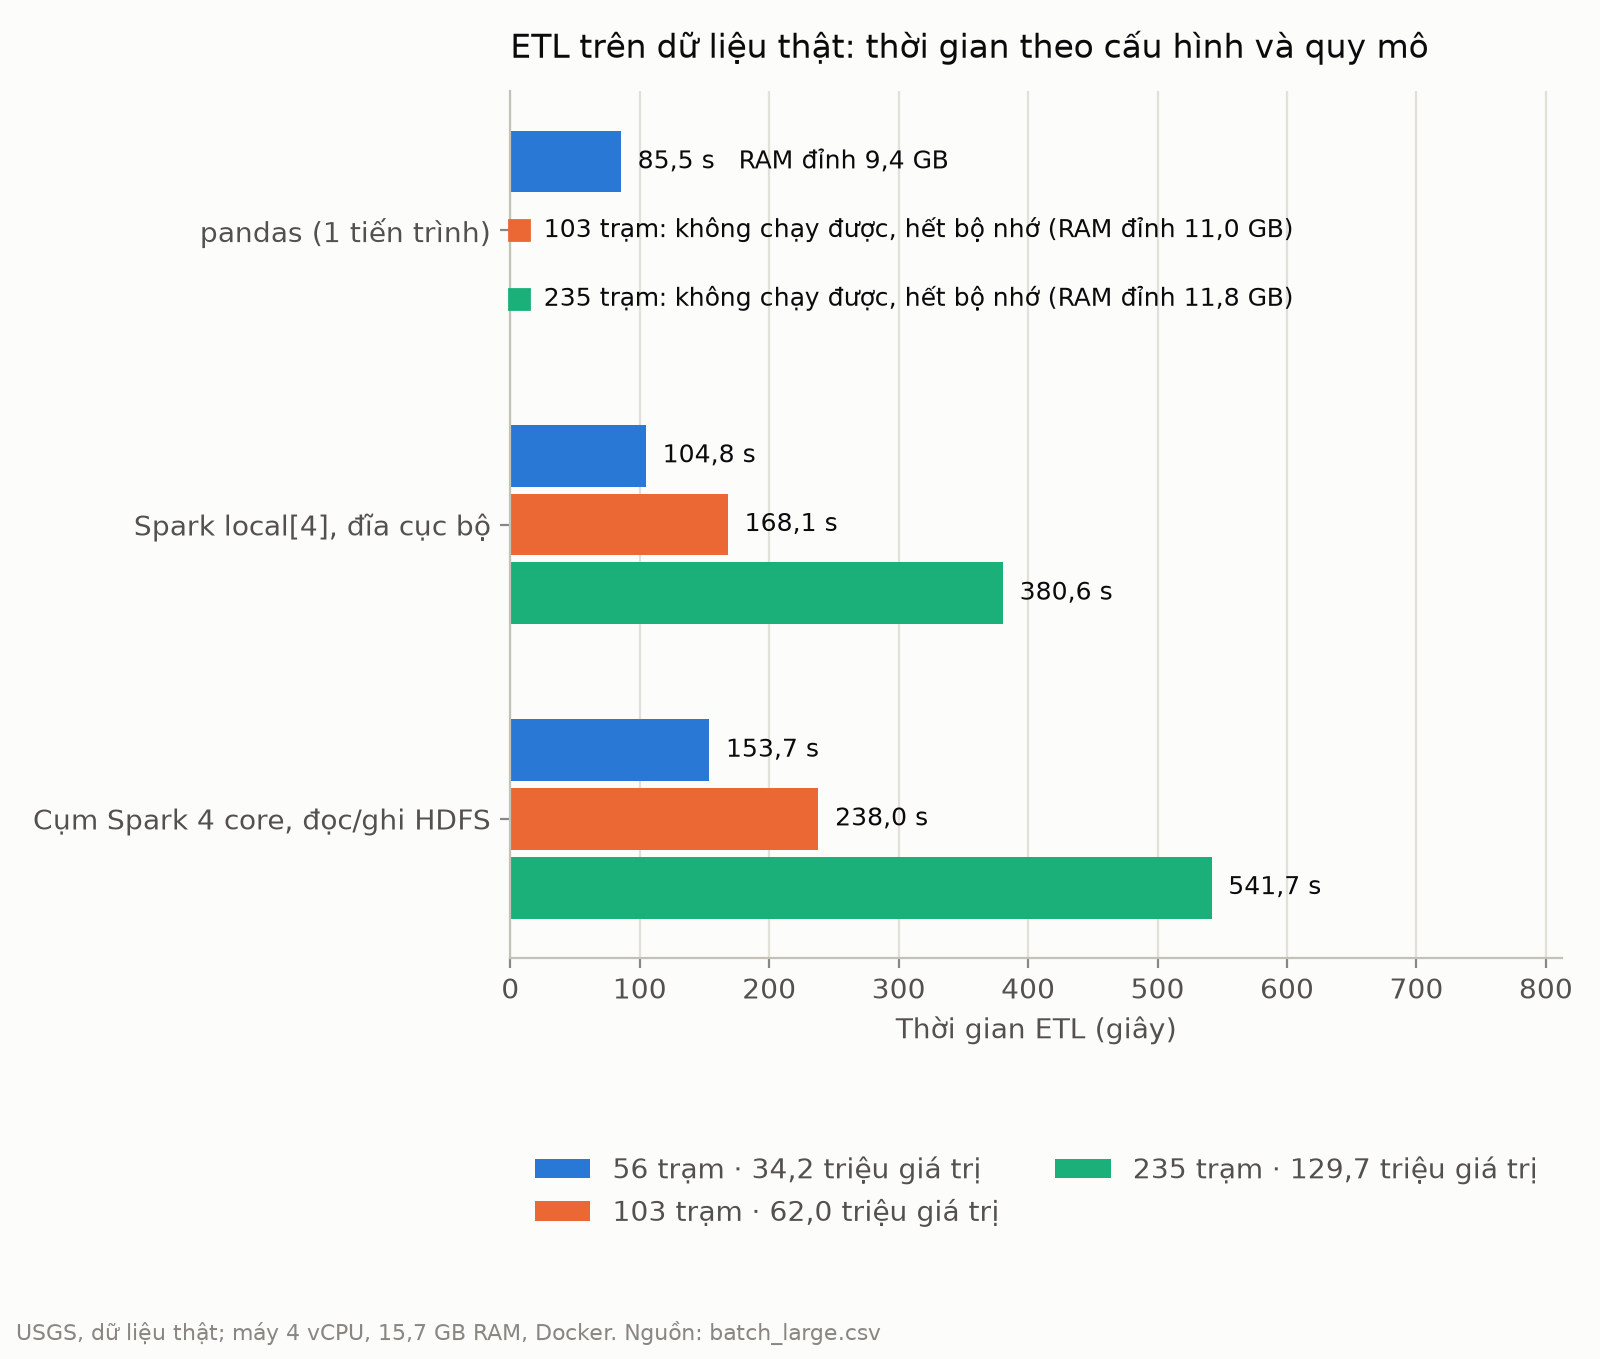 ETL trên dữ liệu thật: thời gian theo cấu hình và quy mô
85,5 s RAM đỉnh 9,4 GB
pandas (1 tiến trình)
103 trạm: không chạy được, hết bộ nhớ (RAM đỉnh 11,0 GB)
235 trạm: không chạy được, hết bộ nhớ (RAM đỉnh 11,8 GB)
104,8 s
Spark local[4], đĩa cục bộ
168,1 s
380,6 s
153,7 s
Cụm Spark 4 core, đọc/ghi HDFS
238,0 s
541,7 s
0 100 200 300 400 500 600 700 800
Thời gian ETL (giây)
56 trạm · 34,2 triệu giá trị
235 trạm · 129,7 triệu giá trị
103 trạm · 62,0 triệu giá trị
USGS, dữ liệu thật; máy 4 vCPU, 15,7 GB RAM, Docker. Nguồn: batch_large.csv